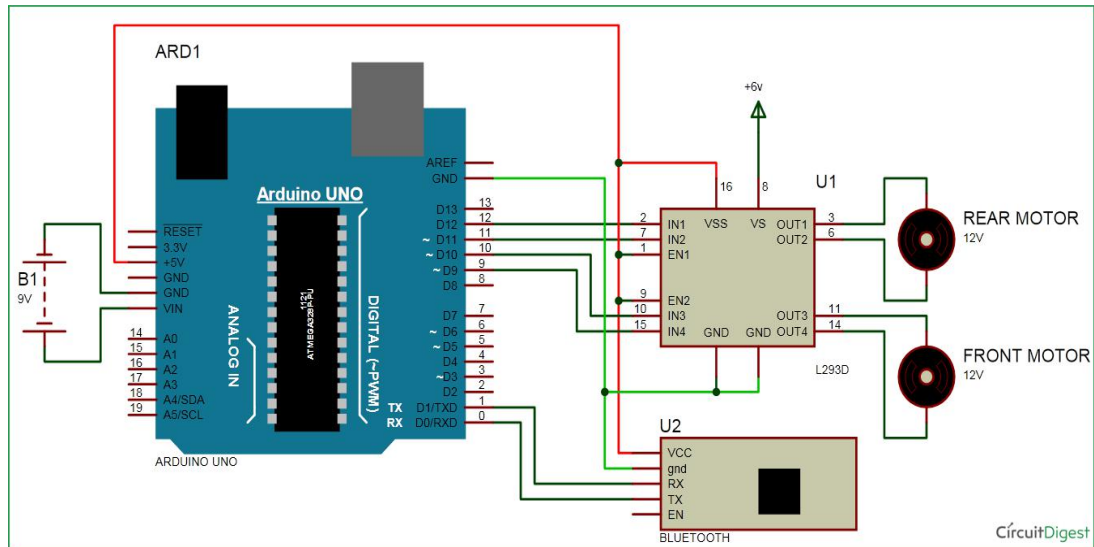 ARD1
+6v
AREF
GND
16
8
U1
Arduino UNO
D13 13
D12 12
~ D11 11
~ D10 10
~ D9 9
D8 8
RESET
3.3V
+5V
GND
GND
VIN
B1
9V
2 IN1
7 IN2
1 EN1
VSS
VS
OUT1 3
OUT2 6
REAR MOTOR
12V
9 EN2
10 IN3
15 IN4
GND
GND
OUT3 11
OUT4 14
L293D
FRONT MOTOR
12V
1121
ATMEGA328P-PU
D7 7
~ D6 6
~ D5 5
D4 4
~D3 3
D2 2
TX D1/TXD 1
RX D0/RXD 0
DIGITAL (~PWM)
ANALOG IN
14 A0
15 A1
16 A2
17 A3
18 A4/SDA
19 A5/SCL
ARDUINO UNO
U2
VCC
gnd
RX
TX
EN
BLUETOOTH
CircuitDigest